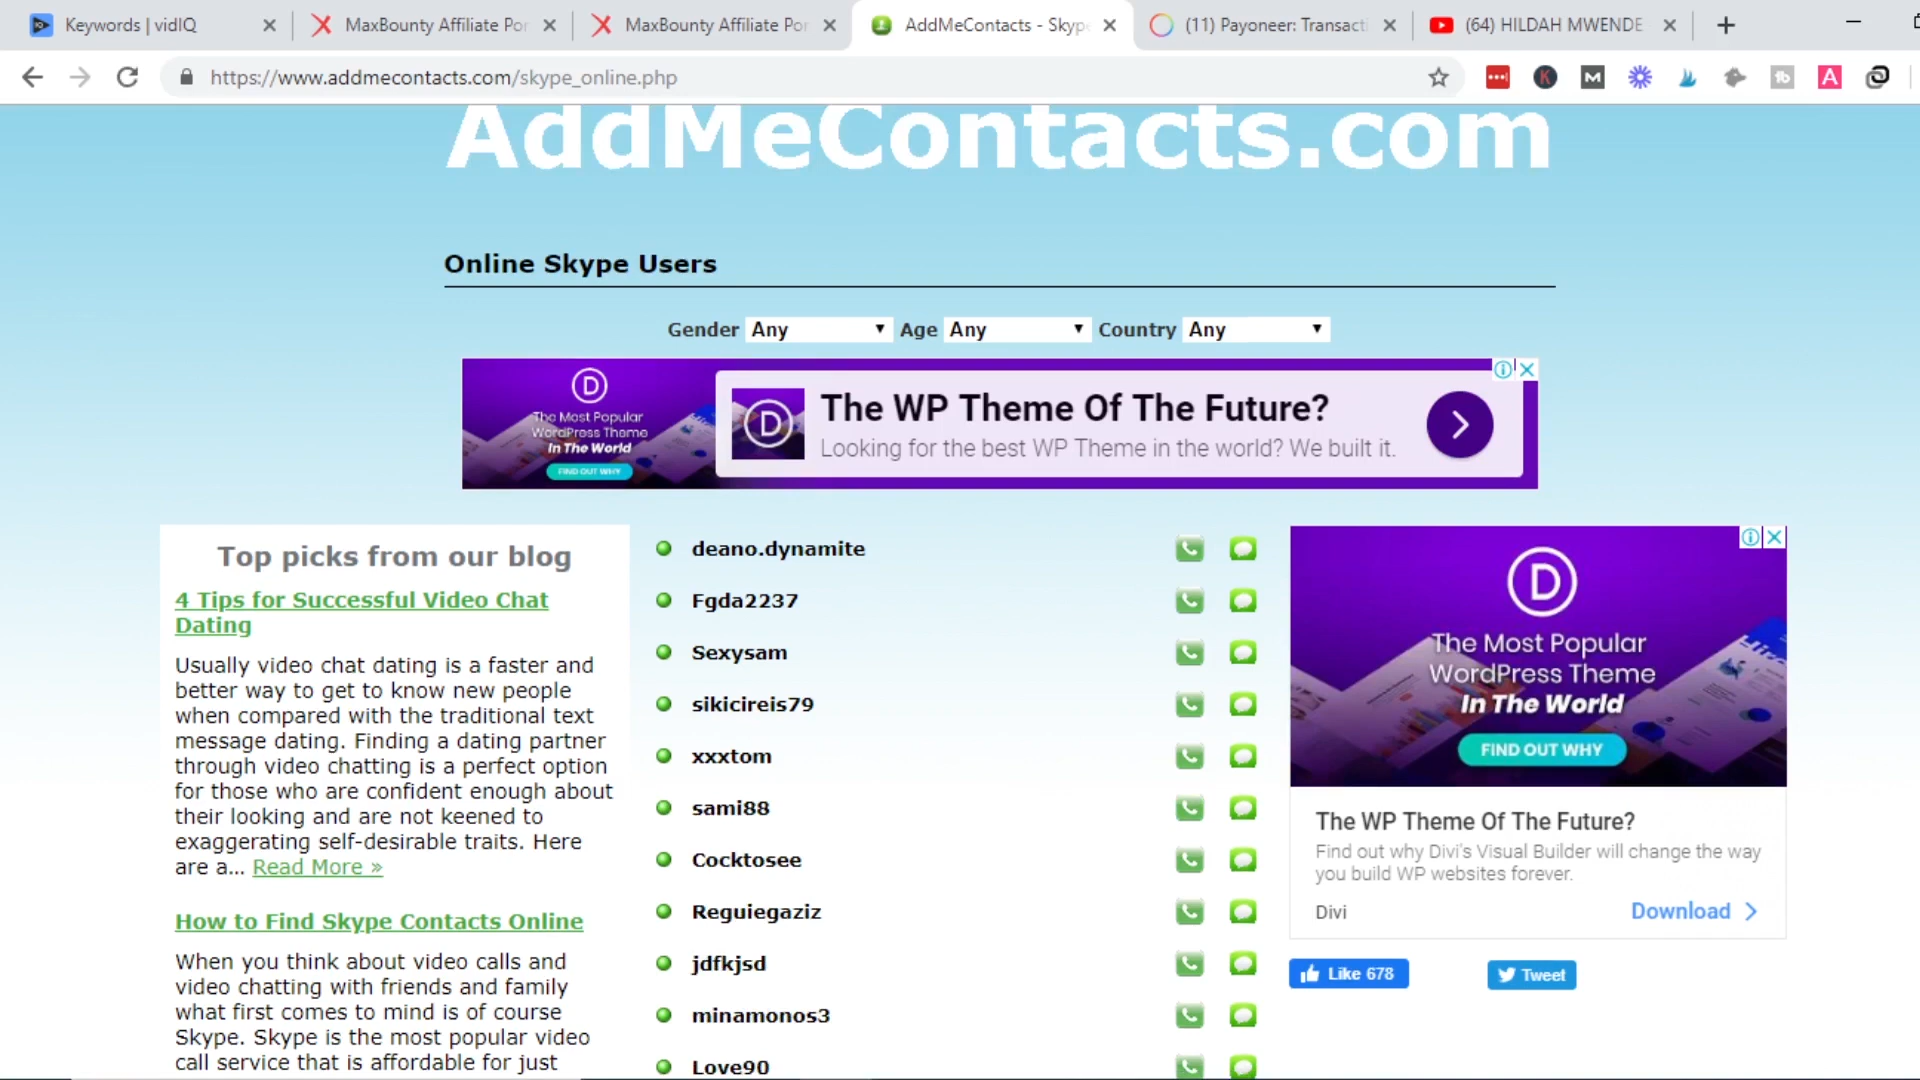 Keywords | vidIQ
MaxBounty Affiliate Por
MaxBounty Affiliate Por
AddMeContacts - Skype
(11) Payoneer: Transacti
(64) HILDAH MWENDE
https://www.addmecontacts.com/skype_online.php
AddMeContacts.com
Online Skype Users
Gender Any Age Any Country Any
The Most Popular
WordPress Theme
In The World
FIND OUT WHY
The WP Theme Of The Future?
Looking for the best WP Theme in the world? We built it.
Top picks from our blog
4 Tips for Successful Video Chat
Dating
Usually video chat dating is a faster and
better way to get to know new people
when compared with the traditional text
message dating. Finding a dating partner
through video chatting is a perfect option
for those who are confident enough about
their looking and are not keened to
exaggerating self-desirable traits. Here
are a... Read More »
How to Find Skype Contacts Online
When you think about video calls and
video chatting with friends and family
what first comes to mind is of course
Skype. Skype is the most popular video
call service that is affordable for just
deano.dynamite
Fgda2237
Sexysam
sikicireis79
xxxtom
sami88
Cocktosee
Reguiegaziz
jdfkjsd
minamonos3
Love90
D
The Most Popular
WordPress Theme
In The World
FIND OUT WHY
The WP Theme Of The Future?
Find out why Divi's Visual Builder will change the way
you build WP websites forever.
Divi
Download
Like 678
Tweet